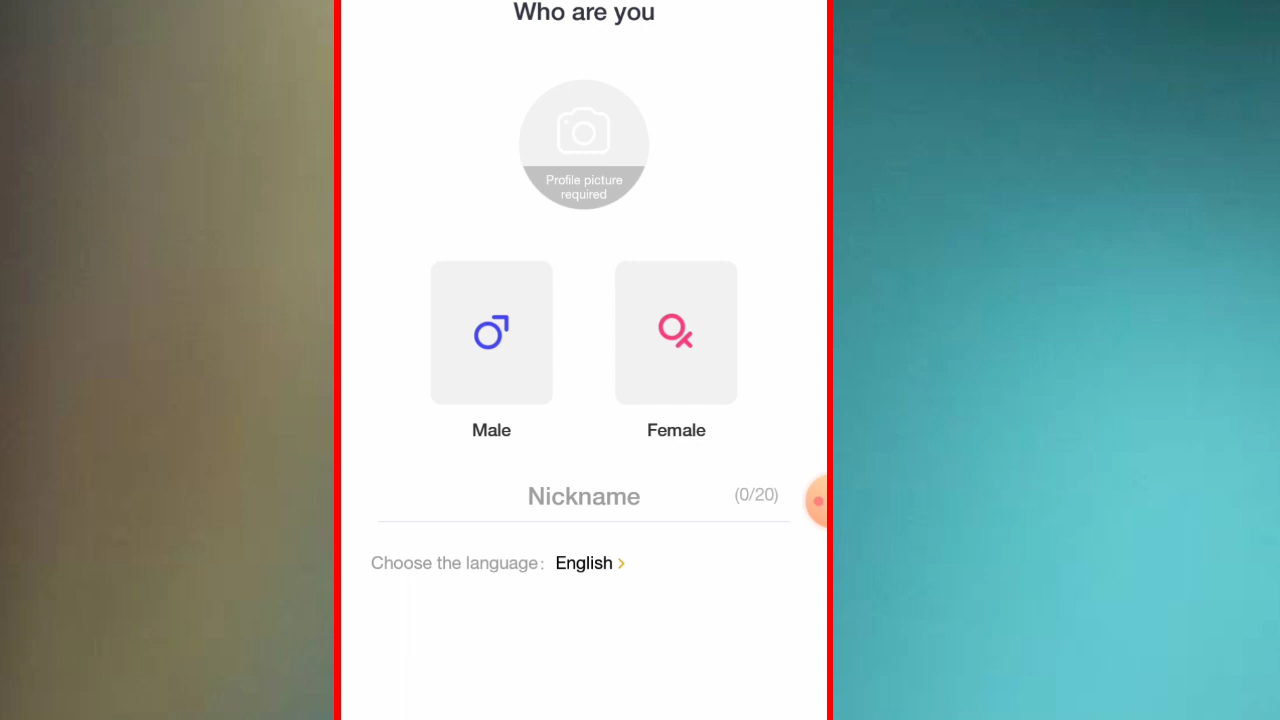 Who are you
Profile picture
required
Male
Female
Nickname
(0/20)
Choose the language: English